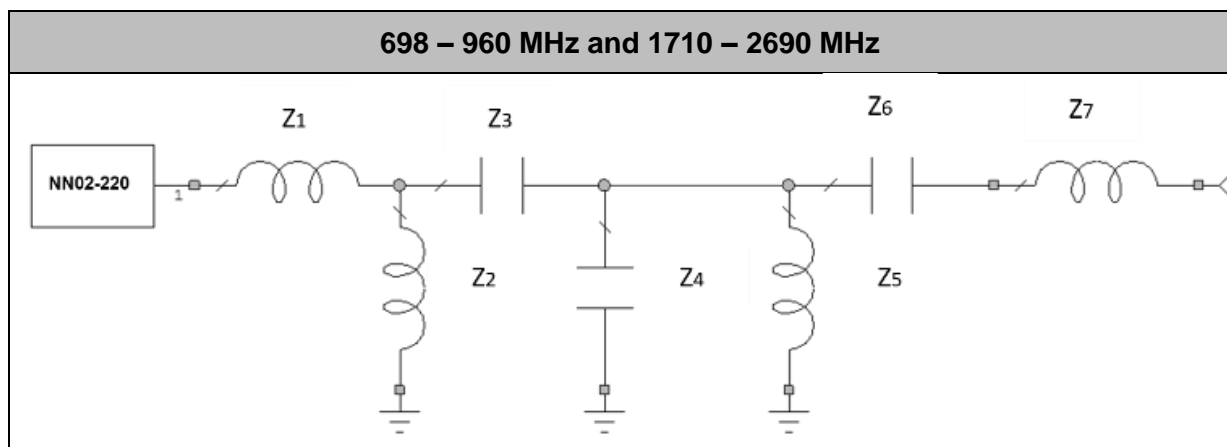 698 – 960 MHz and 1710 – 2690 MHz
Z1 Z3 Z6 Z7
NN02-220
1
Z2 Z4 Z5